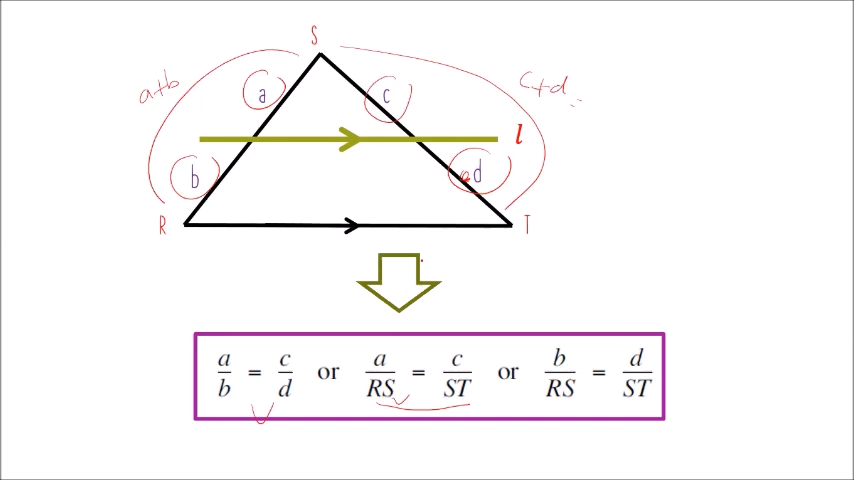 S
a+b
c+d
a
c
l
b
d
R
T
a/b = c/d or a/RS = c/ST or b/RS = d/ST